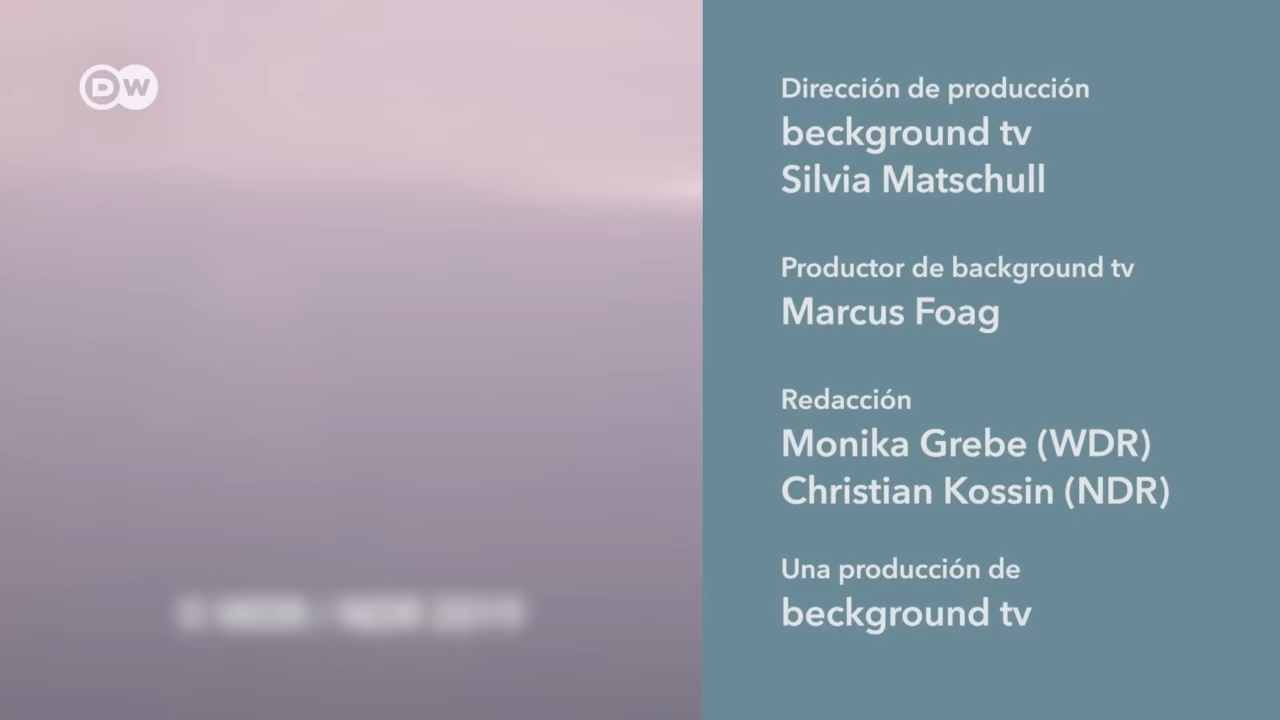 DW
Dirección de producción
beckground tv
Silvia Matschull
Productor de background tv
Marcus Foag
Redacción
Monika Grebe (WDR)
Christian Kossin (NDR)
Una producción de
beckground tv